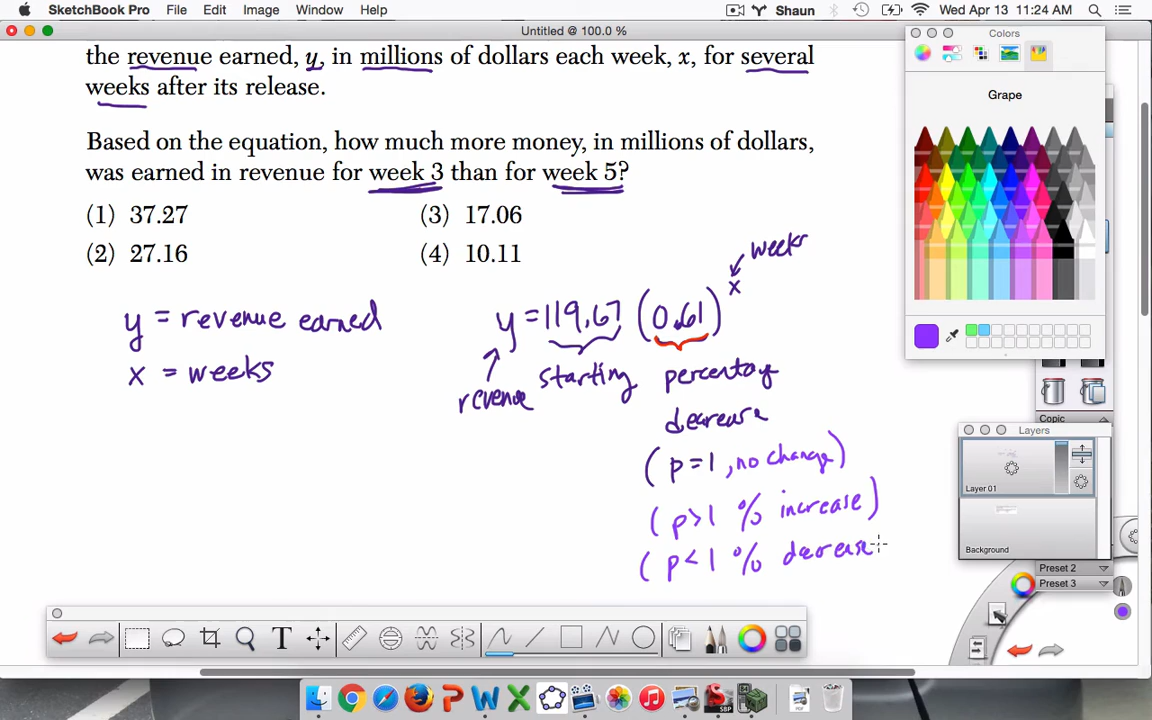 SketchBook Pro File Edit Image Window Help Shaun Wed Apr 13 11:24 AM
Untitled @ 100.0 %
Colors
Grape
the revenue earned, y, in millions of dollars each week, x, for several
weeks after its release.
Based on the equation, how much more money, in millions of dollars,
was earned in revenue for week 3 than for week 5?
(1) 37.27 (3) 17.06
(2) 27.16 (4) 10.11
weeks
x
y = revenue earned y = 119.67 (0.61)
x = weeks
revenue starting percentag
decrease
(p=1, no change)
(p>1 % increase)
(p<1 % decrease
Copic
Layers
Layer 01
Background
Preset 2
Preset 3
T